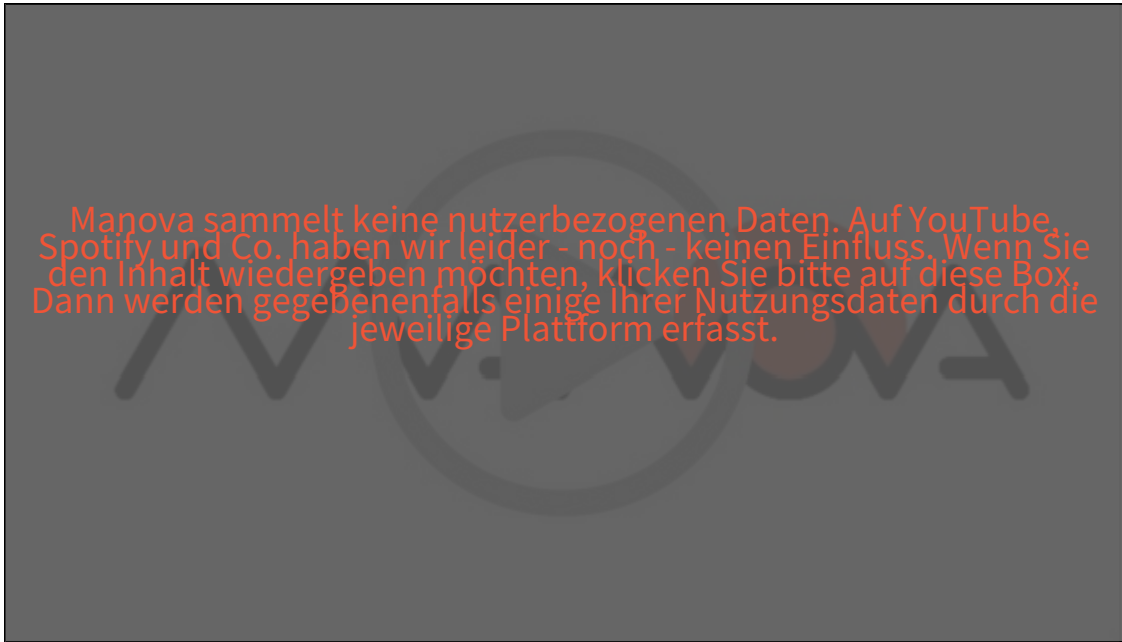 Manova sammelt keine nutzerbezogenen Daten. Auf YouTube,
Spotify und Co. haben wir leider - noch - keinen Einfluss. Wenn Sie
den Inhalt wiedergeben möchten, klicken Sie bitte auf diese Box.
Dann werden gegebenenfalls einige Ihrer Nutzungsdaten durch die
jeweilige Plattform erfasst.
MANOVA